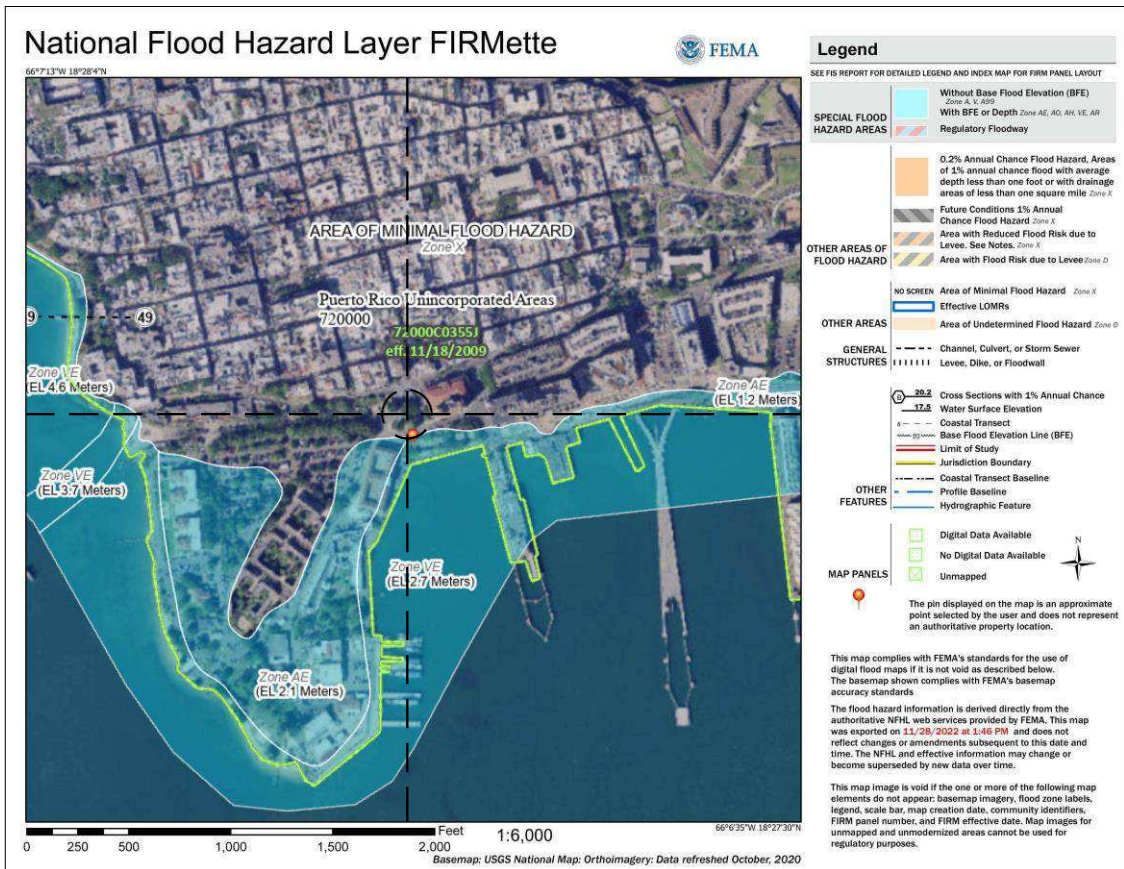 National Flood Hazard Layer FIRMette
FEMA
66°7'13"W 18°28'4"N
AREA OF MINIMAL FLOOD HAZARD
Zone X
Puerto Rico Unincorporated Areas
720000
72000C0355J
eff. 11/18/2009
9
49
Zone VE
(EL 4.6 Meters)
Zone AE
(EL 1.2 Meters)
Zone VE
(EL 3.7 Meters)
Zone VE
(EL 2.7 Meters)
Zone AE
(EL 2.1 Meters)
Feet
1:6,000
66°6'35"W 18°27'30"N
0 250 500 1,000 1,500 2,000
Basemap: USGS National Map: Orthoimagery: Data refreshed October, 2020
Legend
SEE FIS REPORT FOR DETAILED LEGEND AND INDEX MAP FOR FIRM PANEL LAYOUT
SPECIAL FLOOD
HAZARD AREAS
Without Base Flood Elevation (BFE)
Zone A, V, A99
With BFE or Depth Zone AE, AO, AH, VE, AR
Regulatory Floodway
0.2% Annual Chance Flood Hazard, Areas
of 1% annual chance flood with average
depth less than one foot or with drainage
areas of less than one square mile Zone X
Future Conditions 1% Annual
Chance Flood Hazard Zone X
Area with Reduced Flood Risk due to
Levee. See Notes. Zone X
Area with Flood Risk due to Levee Zone D
OTHER AREAS OF
FLOOD HAZARD
NO SCREEN Area of Minimal Flood Hazard Zone X
Effective LOMRs
OTHER AREAS
Area of Undetermined Flood Hazard Zone D
GENERAL
STRUCTURES
Channel, Culvert, or Storm Sewer
Levee, Dike, or Floodwall
B 20.2 Cross Sections with 1% Annual Chance
17.5 Water Surface Elevation
8 Coastal Transect
Base Flood Elevation Line (BFE)
Limit of Study
Jurisdiction Boundary
Coastal Transect Baseline
OTHER
FEATURES
Profile Baseline
Hydrographic Feature
Digital Data Available
No Digital Data Available
MAP PANELS
Unmapped
N
The pin displayed on the map is an approximate
point selected by the user and does not represent
an authoritative property location.
This map complies with FEMA's standards for the use of
digital flood maps if it is not void as described below.
The basemap shown complies with FEMA's basemap
accuracy standards
The flood hazard information is derived directly from the
authoritative NFHL web services provided by FEMA. This map
was exported on 11/28/2022 at 1:46 PM and does not
reflect changes or amendments subsequent to this date and
time. The NFHL and effective information may change or
become superseded by new data over time.
This map image is void if the one or more of the following map
elements do not appear: basemap imagery, flood zone labels,
legend, scale bar, map creation date, community identifiers,
FIRM panel number, and FIRM effective date. Map images for
unmapped and unmodernized areas cannot be used for
regulatory purposes.